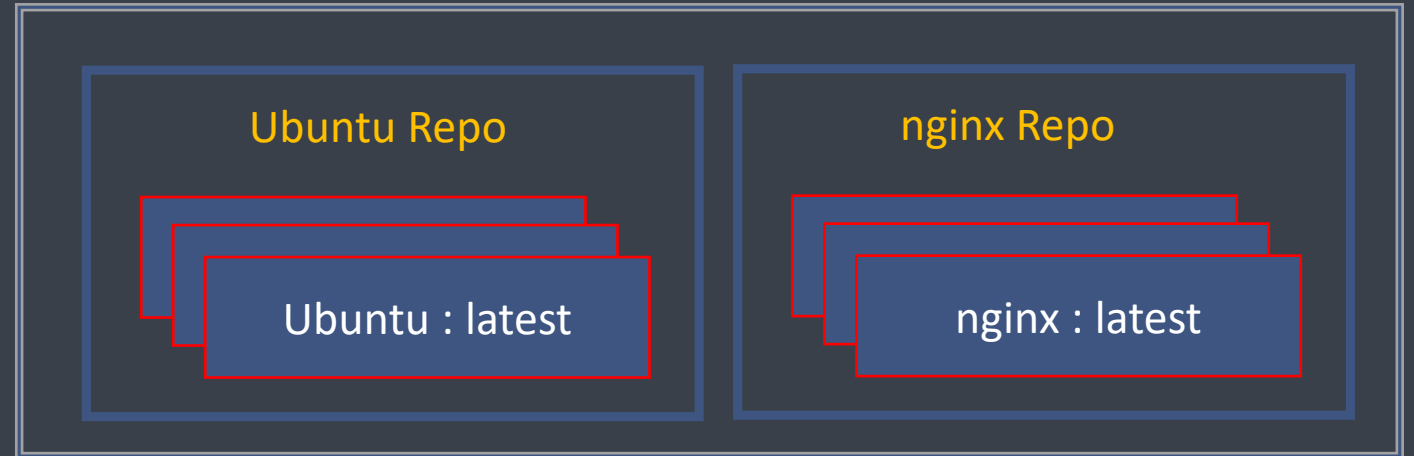 Ubuntu Repo
nginx Repo
Ubuntu : latest
nginx : latest